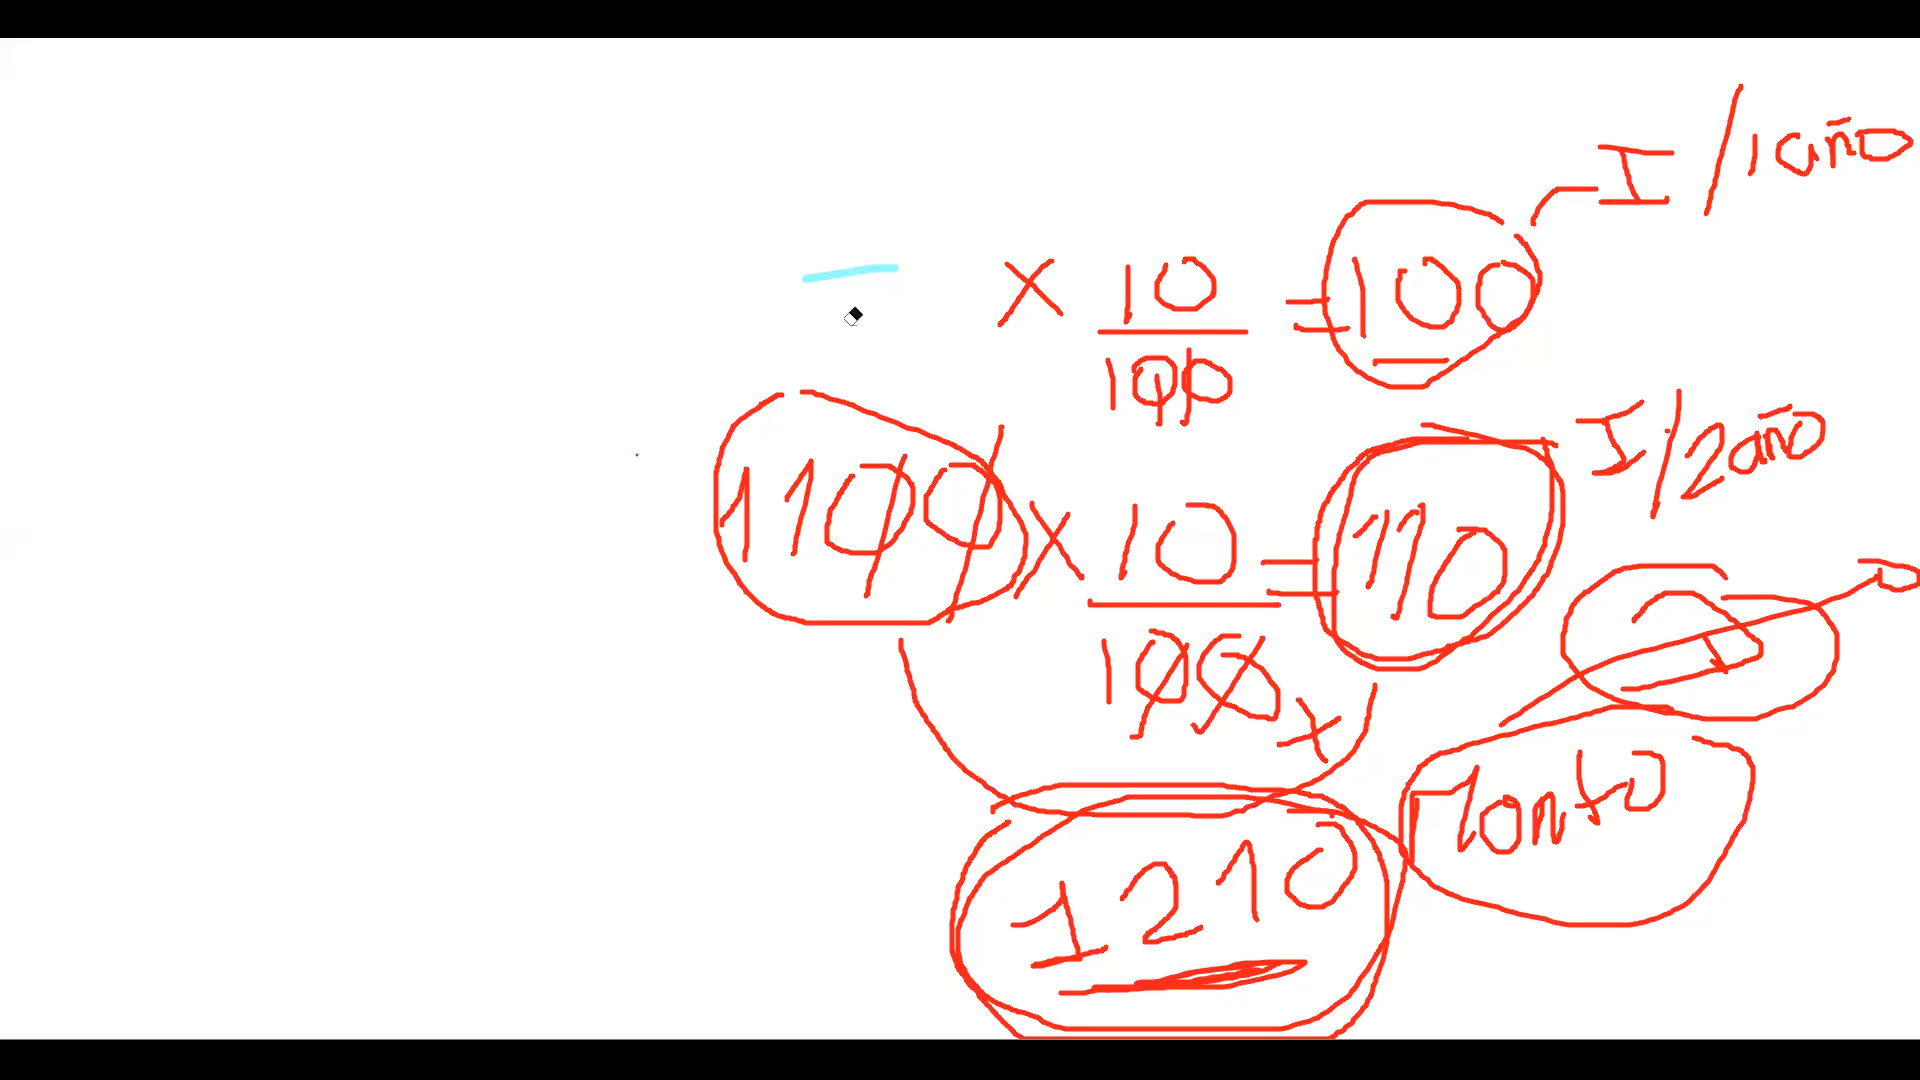 I/1año
× 10/100 = 100
I/2año
1100 × 10/100 = 110
+
Monto
1210